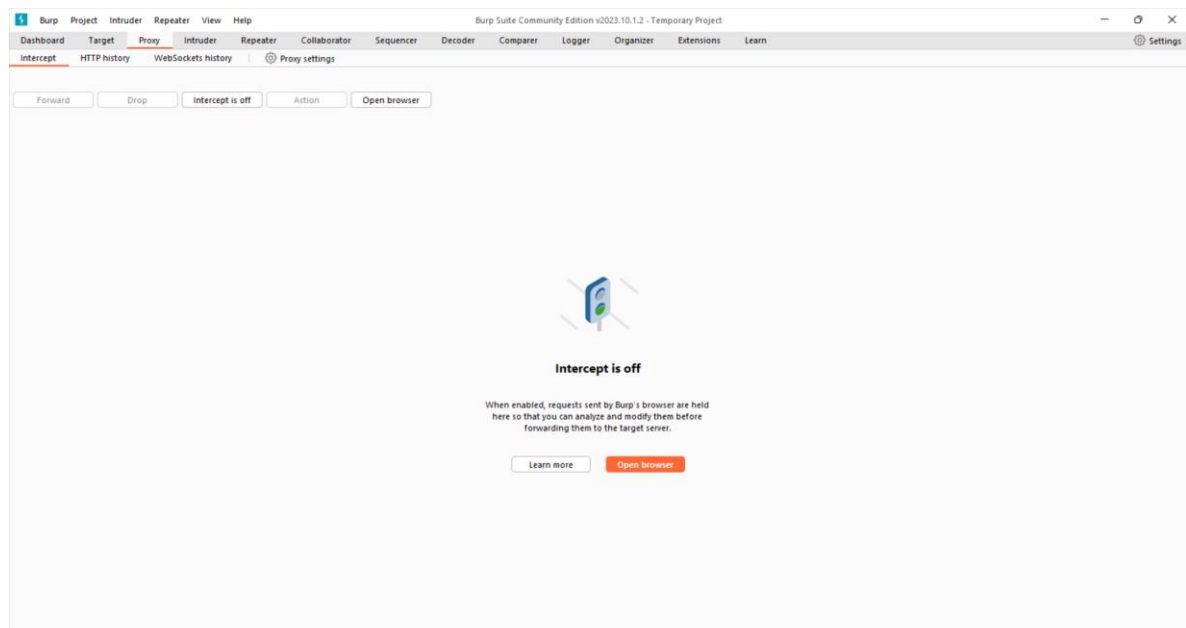 Burp Project Intruder Repeater View Help Burp Suite Community Edition v2023.10.1.2 - Temporary Project
Dashboard Target Proxy Intruder Repeater Collaborator Sequencer Decoder Comparer Logger Organizer Extensions Learn Settings
Intercept HTTP history WebSockets history Proxy settings
Forward Drop Intercept is off Action Open browser
Intercept is off
When enabled, requests sent by Burp's browser are held
here so that you can analyze and modify them before
forwarding them to the target server.
Learn more Open browser